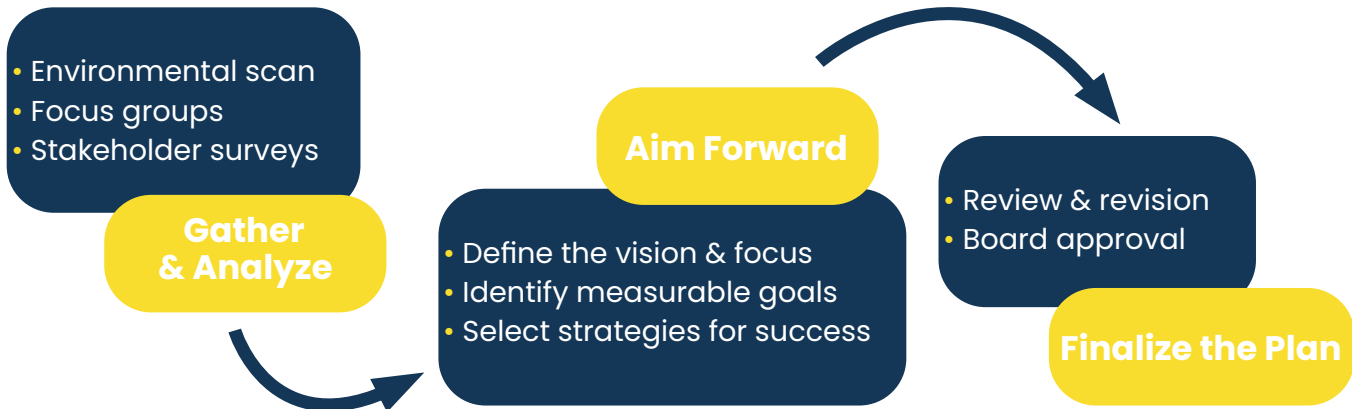 • Environmental scan
• Focus groups
• Stakeholder surveys
Gather
& Analyze
Aim Forward
• Define the vision & focus
• Identify measurable goals
• Select strategies for success
• Review & revision
• Board approval
Finalize the Plan